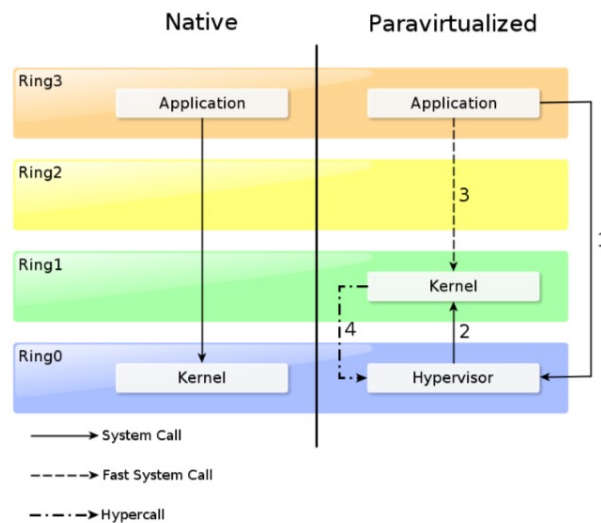 Native
Paravirtualized
Ring3
Application
Application
Ring2
3
Ring1
Kernel
4
2
Ring0
Kernel
Hypervisor
System Call
Fast System Call
Hypercall